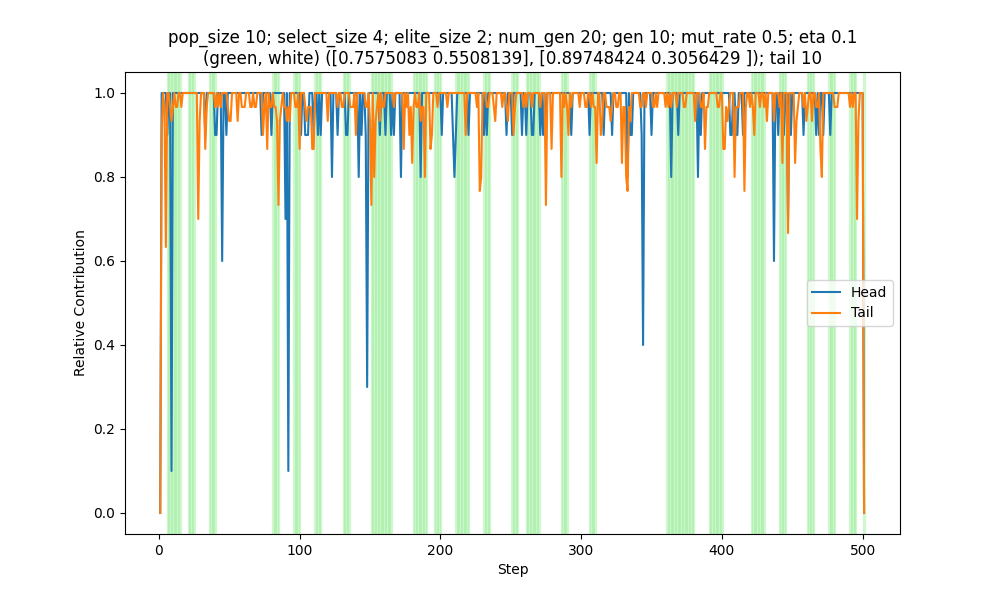 pop_size 10; select_size 4; elite_size 2; num_gen 20; gen 10; mut_rate 0.5; eta 0.1
(green, white) ([0.7575083 0.5508139], [0.89748424 0.3056429 ]); tail 10
1.0
0.8
0.6
0.4
0.2
0.0
Relative Contribution
Head
Tail
0
100
200
300
400
500
Step